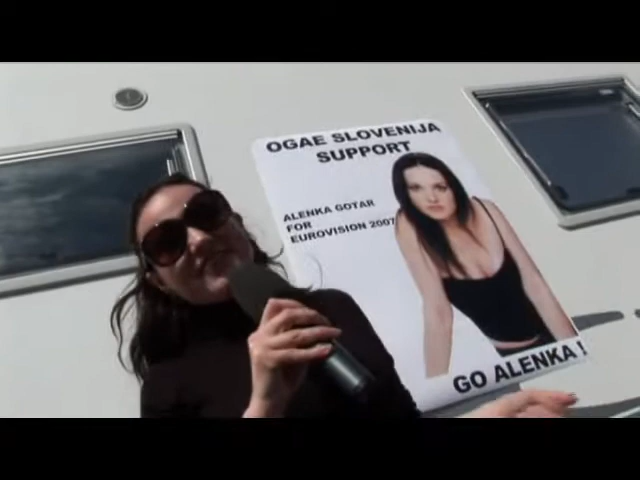 OGAE SLOVENIJA
SUPPORT
ALENKA GOTAR
FOR
EUROVISION 2007
GO ALENKA !